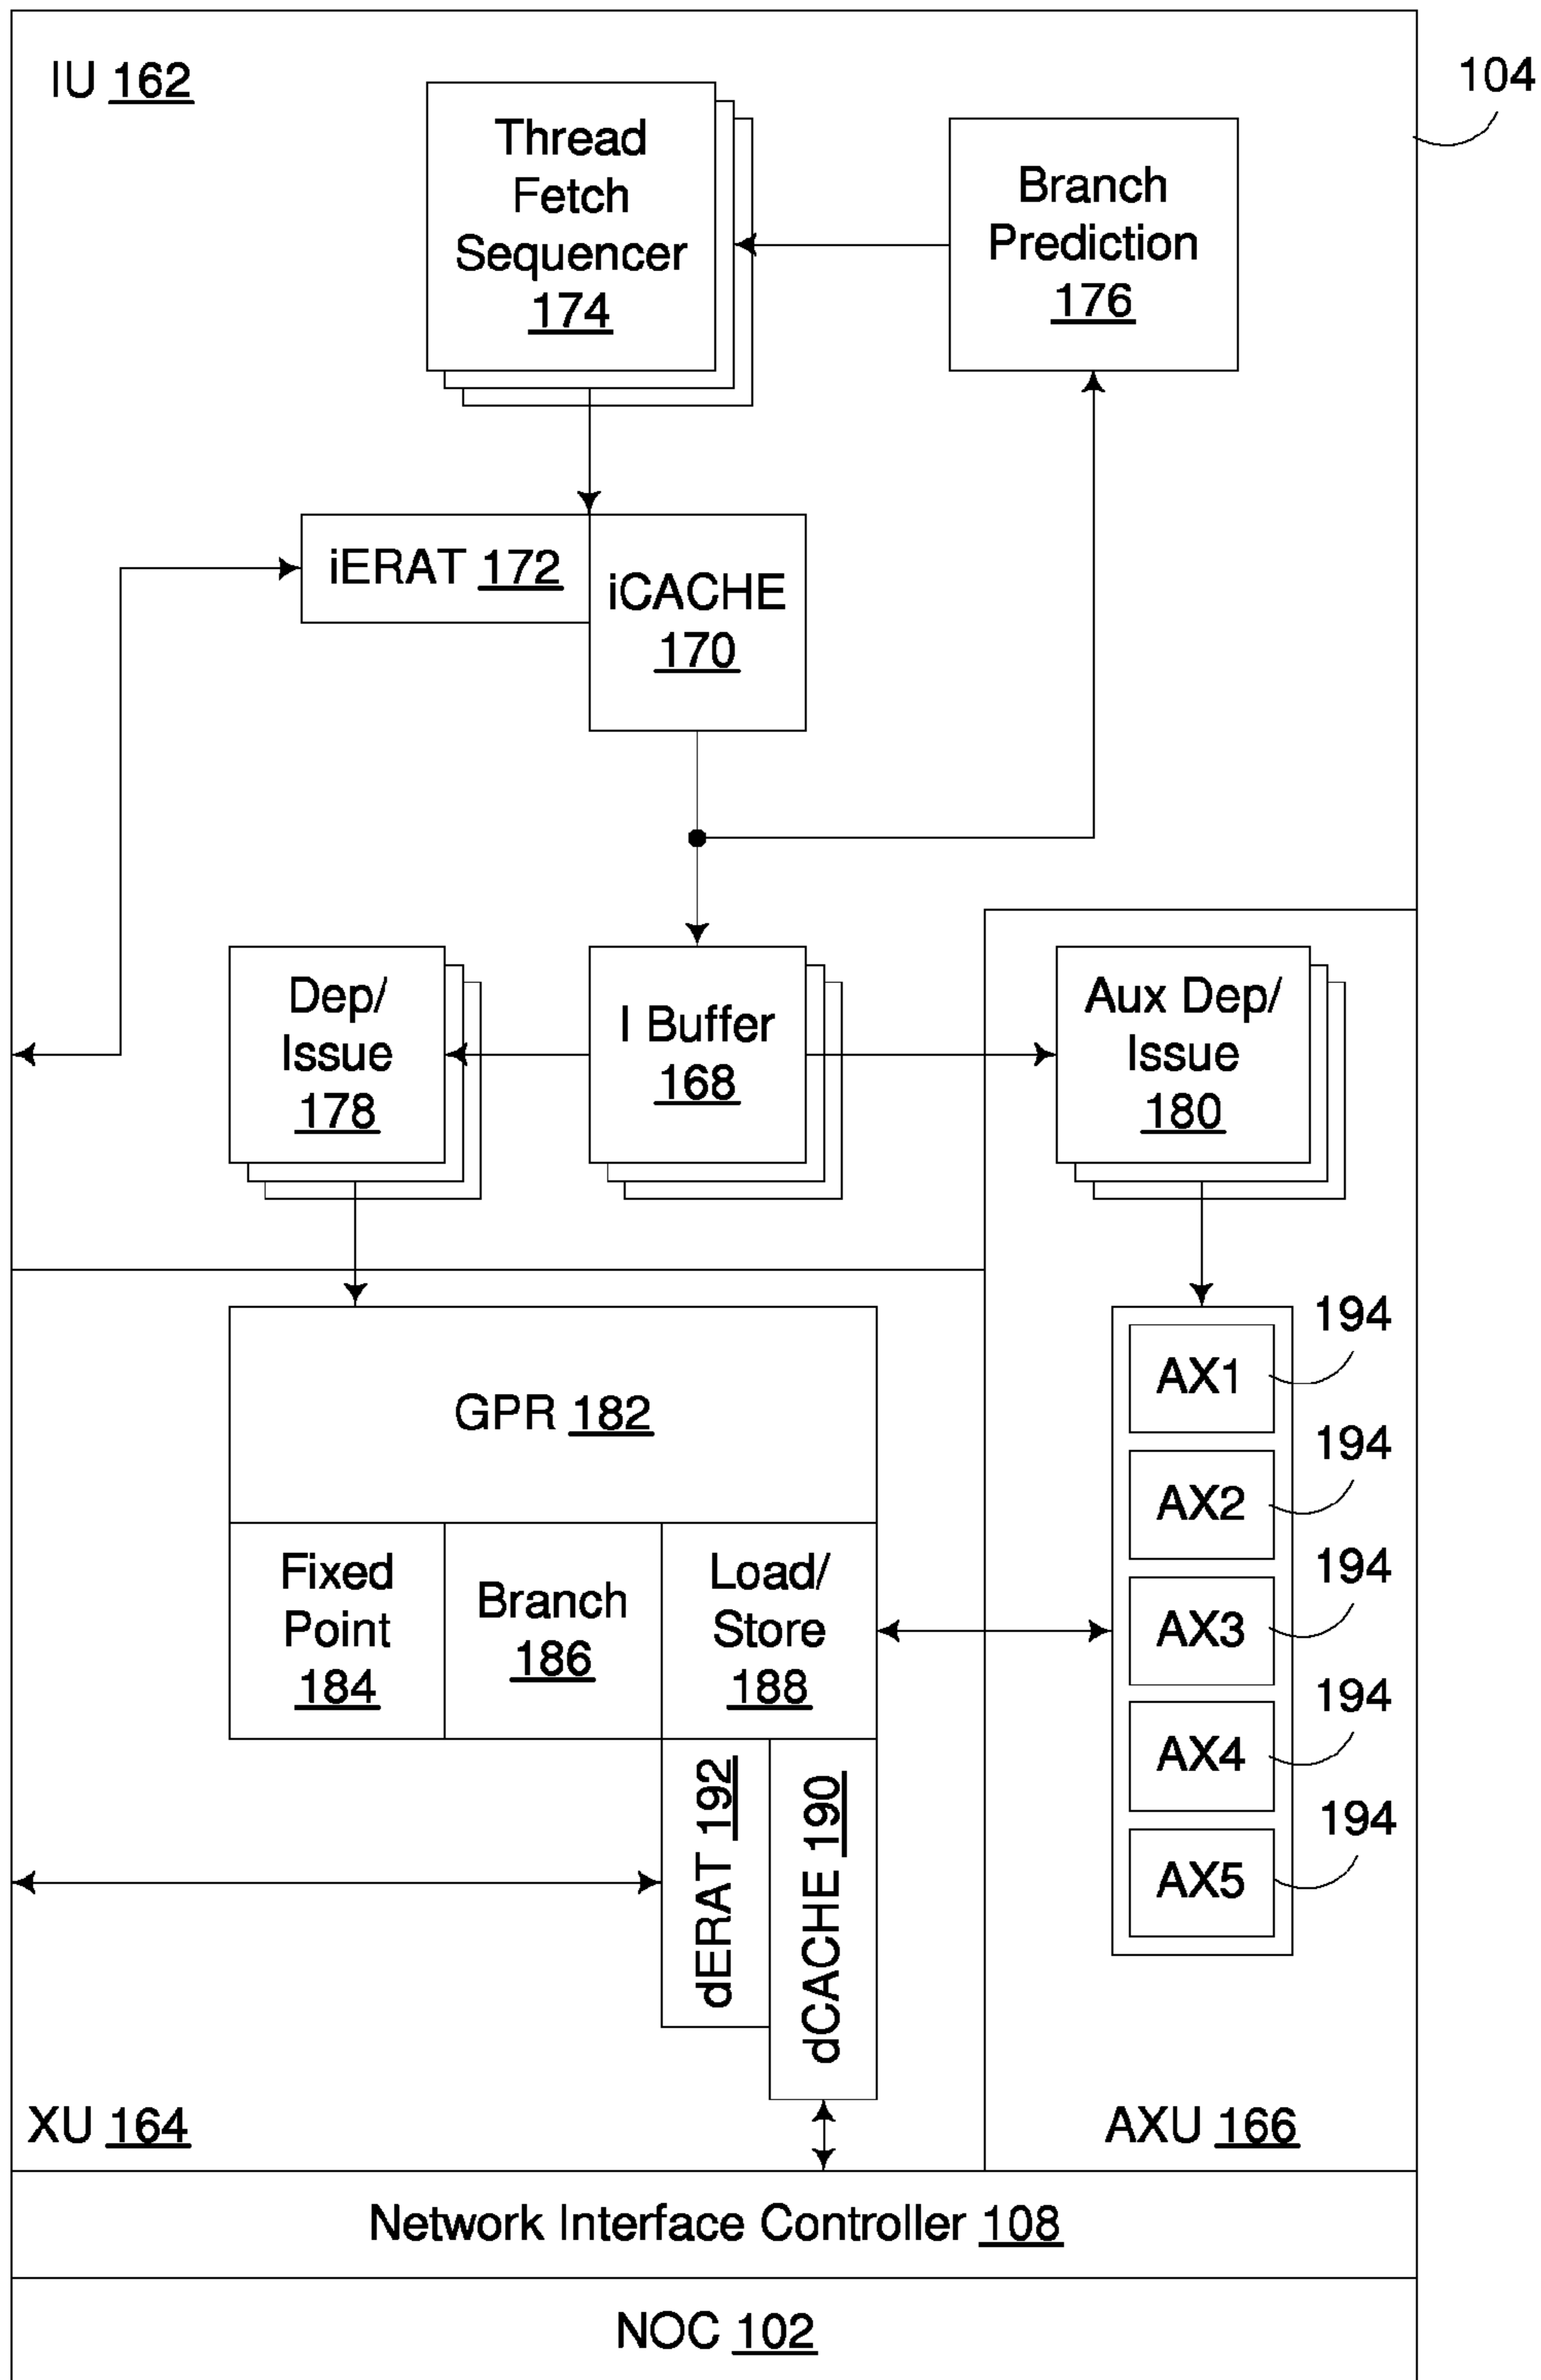 IU 162
104
Thread
Fetch
Sequencer
174
Branch
Prediction
176
iERAT 172
iCACHE
170
Dep/
Issue
178
I Buffer
168
Aux Dep/
Issue
180
GPR 182
Fixed
Point
184
Branch
186
Load/
Store
188
dERAT 192
dCACHE 190
AX1
194
AX2
194
AX3
194
AX4
194
AX5
194
XU 164
AXU 166
Network Interface Controller 108
NOC 102